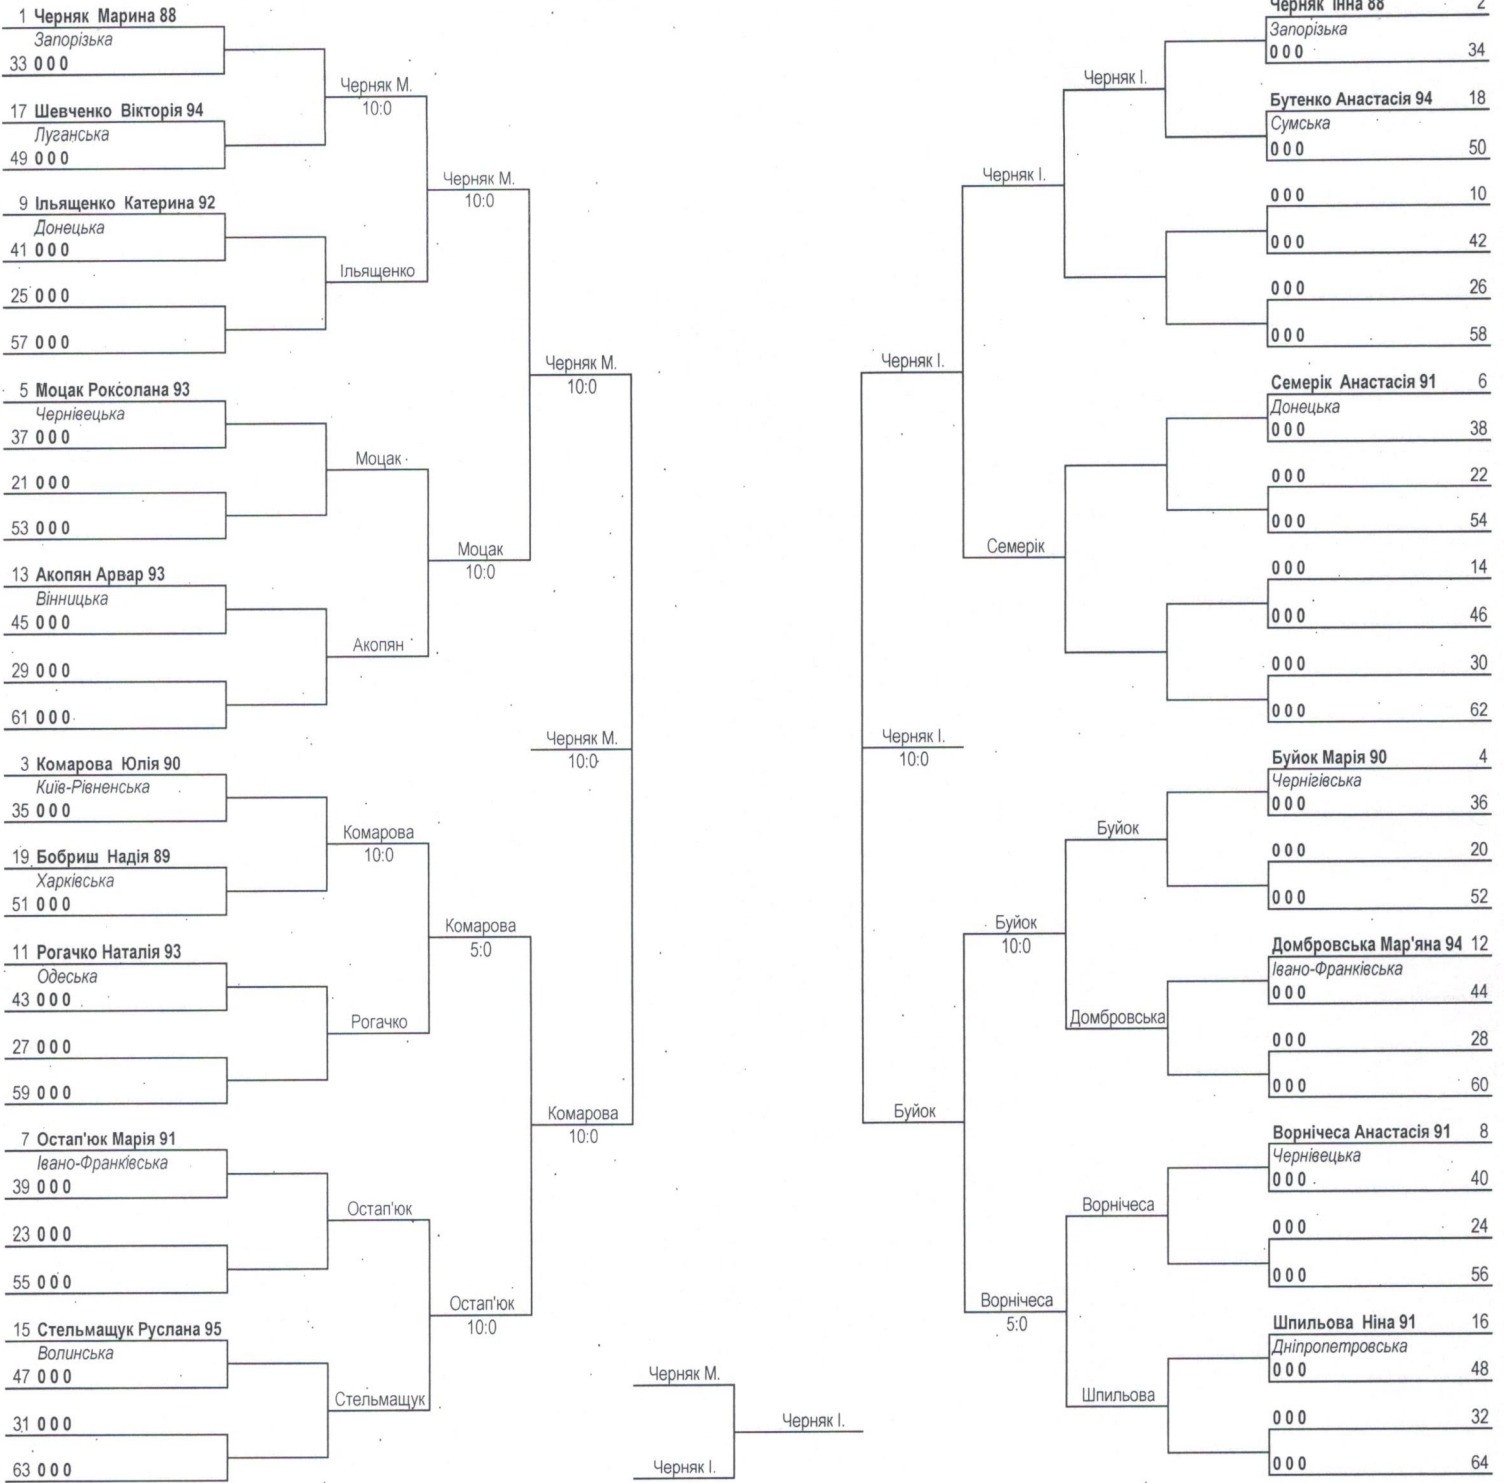 1 Черняк Марина 88
Запорізька
33 0 0 0
17 Шевченко Вікторія 94
Луганська
49 0 0 0
9 Ільященко Катерина 92
Донецька
41 0 0 0
25 0 0 0
57 0 0 0
5 Моцак Роксолана 93
Чернівецька
37 0 0 0
21 0 0 0
53 0 0 0
13 Акопян Арвар 93
Вінницька
45 0 0 0
29 0 0 0
61 0 0 0
3 Комарова Юлія 90
Київ-Рівненська
35 0 0 0
19 Бобриш Надія 89
Харківська
51 0 0 0
11 Рогачко Наталія 93
Одеська
43 0 0 0
27 0 0 0
59 0 0 0
7 Остап'юк Марія 91
Івано-Франківська
39 0 0 0
23 0 0 0
55 0 0 0
15 Стельмащук Руслана 95
Волинська
47 0 0 0
31 0 0 0
63 0 0 0
Черняк М.
10:0
Ільященко
Моцак
Акопян
Комарова
10:0
Рогачко
Остап'юк
Стельмащук
Черняк М.
10:0
Моцак
10:0
Комарова
5:0
Остап'юк
10:0
Черняк М.
10:0
Черняк М.
10:0
Комарова
10:0
Черняк М.
Черняк І.
Черняк І.
Черняк І.
Черняк І.
10:0
Буйок
Черняк І.
Семерік
Буйок
10:0
Ворнічеса
5:0
Черняк І.
Буйок
Домбровська
Ворнічеса
Шпильова
Черняк Інна 88 2
Запорізька
0 0 0 34
Бутенко Анастасія 94 18
Сумська
0 0 0 50
0 0 0 10
0 0 0 42
0 0 0 26
0 0 0 58
Семерік Анастасія 91 6
Донецька
0 0 0 38
0 0 0 22
0 0 0 54
0 0 0 14
0 0 0 46
0 0 0 30
0 0 0 62
Буйок Марія 90 4
Чернігівська
0 0 0 36
0 0 0 20
0 0 0 52
Домбровська Мар'яна 94 12
Івано-Франківська
0 0 0 44
0 0 0 28
0 0 0 60
Ворнічеса Анастасія 91 8
Чернівецька
0 0 0 40
0 0 0 24
0 0 0 56
Шпильова Ніна 91 16
Дніпропетровська
0 0 0 48
0 0 0 32
0 0 0 64